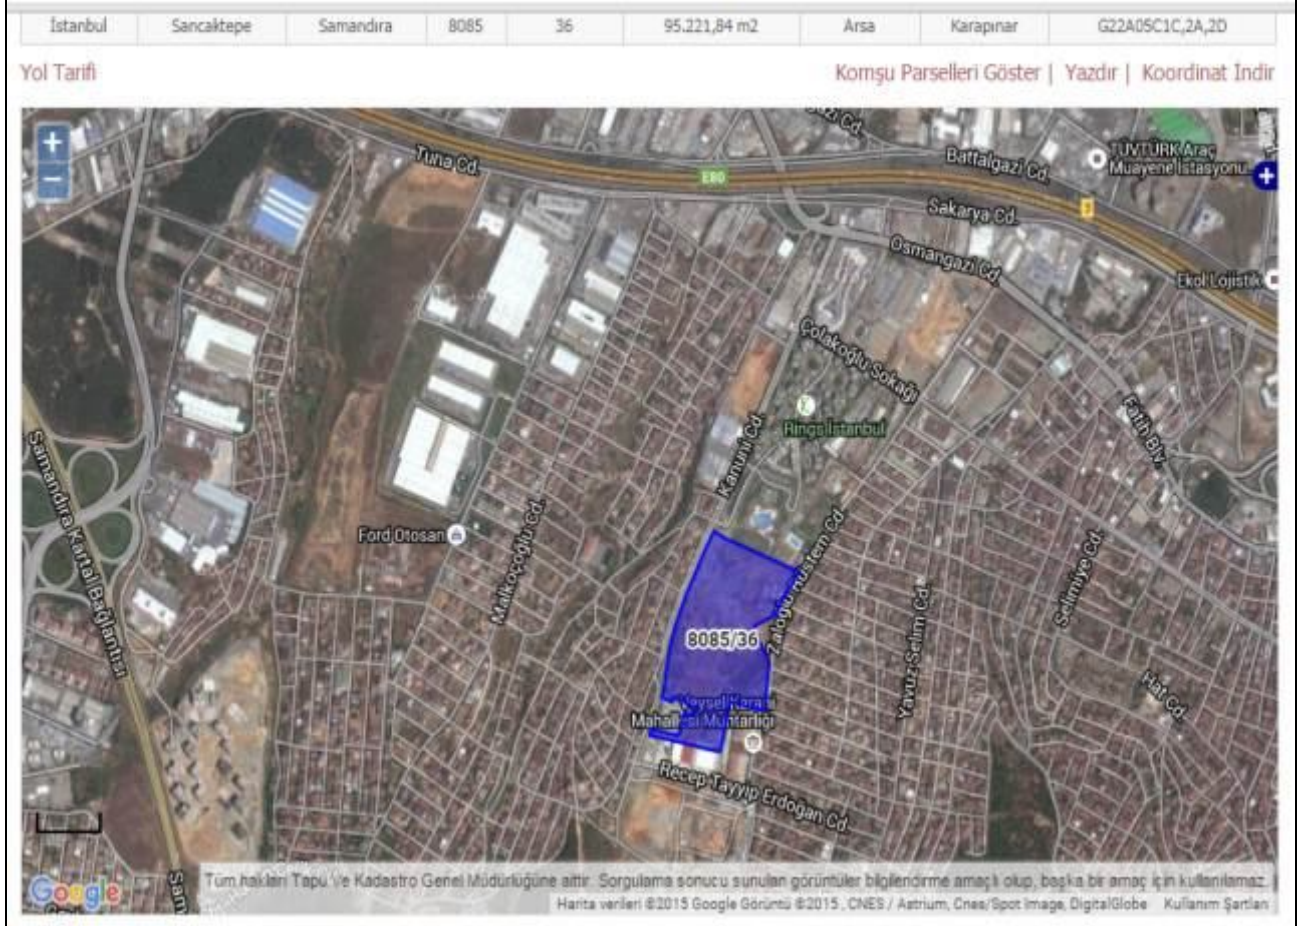 İstanbul Sancaktepe Samandıra 8085 36 95.221,84 m2 Arsa Karapınar G22A05C1C,2A,2D
Yol Tarifi
Komşu Parselleri Göster | Yazdır | Koordinat İndir
+
−
Tuna Cd.
E80
Battalgazi Cd.
TÜVTÜRK Araç
Muayene İstasyonu
+
Sakarya Cd.
Osmangazi Cd.
Ekol Lojistik
Çolakoğlu Sokağı
Rings İstanbul
Kanuni Cd.
Fatih Blv.
Samandıra Kartal Bağlantısı
Ford Otosan
Malkoçoğlu Cd.
Zaloğlu Rüstem Cd.
8085/36
Yavuz Selim Cd.
Selimiye Cd.
Hat Cd.
Veysel Karani
Mahallesi Muhtarlığı
Recep Tayyip Erdoğan Cd.
Sam
Google
Tüm hakları Tapu ve Kadastro Genel Müdürlüğüne aittir. Sorgulama sonucu sunulan görüntüler bilgilendirme amaçlı olup, başka bir amaç için kullanılamaz.
Harita verileri ©2015 Google Görüntü ©2015 , CNES / Astrium, Cnes/Spot Image, DigitalGlobe Kullanım Şartları